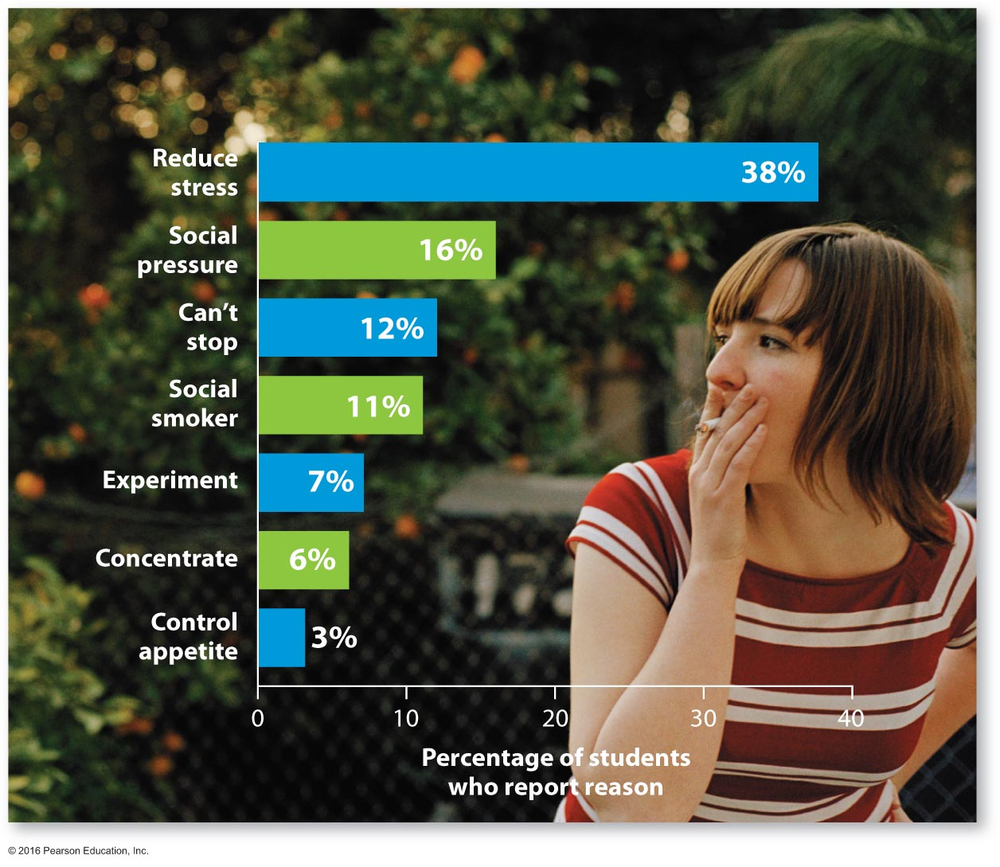 Reduce
stress
38%
Social
pressure
16%
Can't
stop
12%
Social
smoker
11%
Experiment
7%
Concentrate
6%
Control
appetite
3%
0 10 20 30 40
Percentage of students
who report reason
© 2016 Pearson Education, Inc.